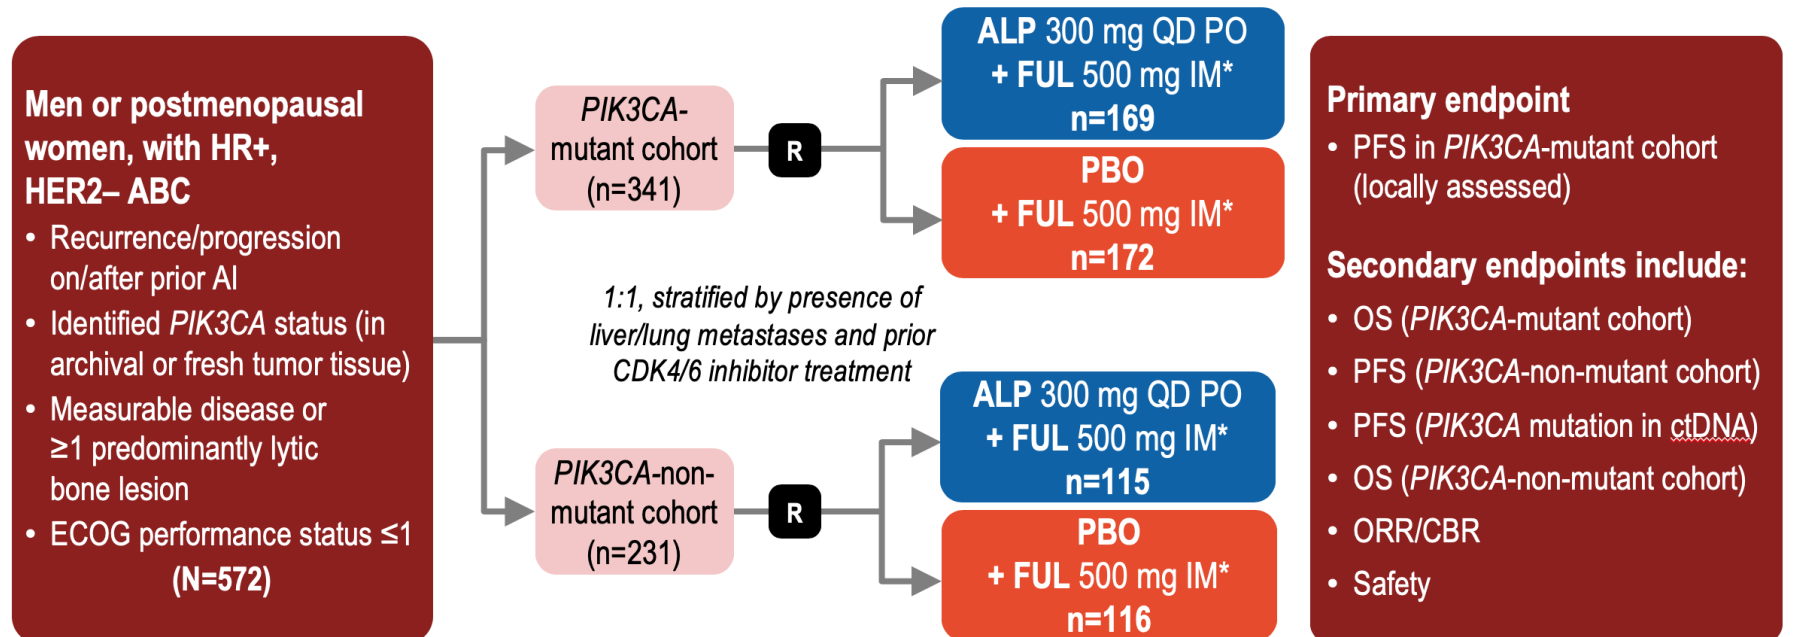 Men or postmenopausal
women, with HR+,
HER2– ABC
• Recurrence/progression
on/after prior AI
• Identified PIK3CA status (in
archival or fresh tumor tissue)
• Measurable disease or
≥1 predominantly lytic
bone lesion
• ECOG performance status ≤1
(N=572)
PIK3CA-
mutant cohort
(n=341)
R
ALP 300 mg QD PO
+ FUL 500 mg IM*
n=169
PBO
+ FUL 500 mg IM*
n=172
1:1, stratified by presence of
liver/lung metastases and prior
CDK4/6 inhibitor treatment
PIK3CA-non-
mutant cohort
(n=231)
R
ALP 300 mg QD PO
+ FUL 500 mg IM*
n=115
PBO
+ FUL 500 mg IM*
n=116
Primary endpoint
• PFS in PIK3CA-mutant cohort
(locally assessed)
Secondary endpoints include:
• OS (PIK3CA-mutant cohort)
• PFS (PIK3CA-non-mutant cohort)
• PFS (PIK3CA mutation in ctDNA)
• OS (PIK3CA-non-mutant cohort)
• ORR/CBR
• Safety